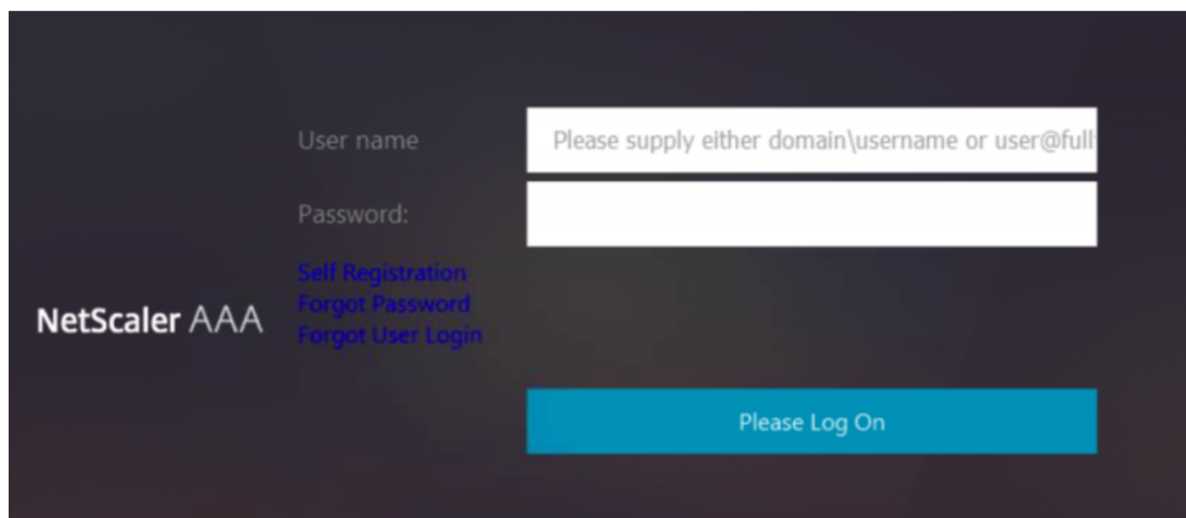 User name
Please supply either domain\username or user@full
Password:
Self Registration
Forgot Password
Forgot User Login
NetScaler AAA
Please Log On